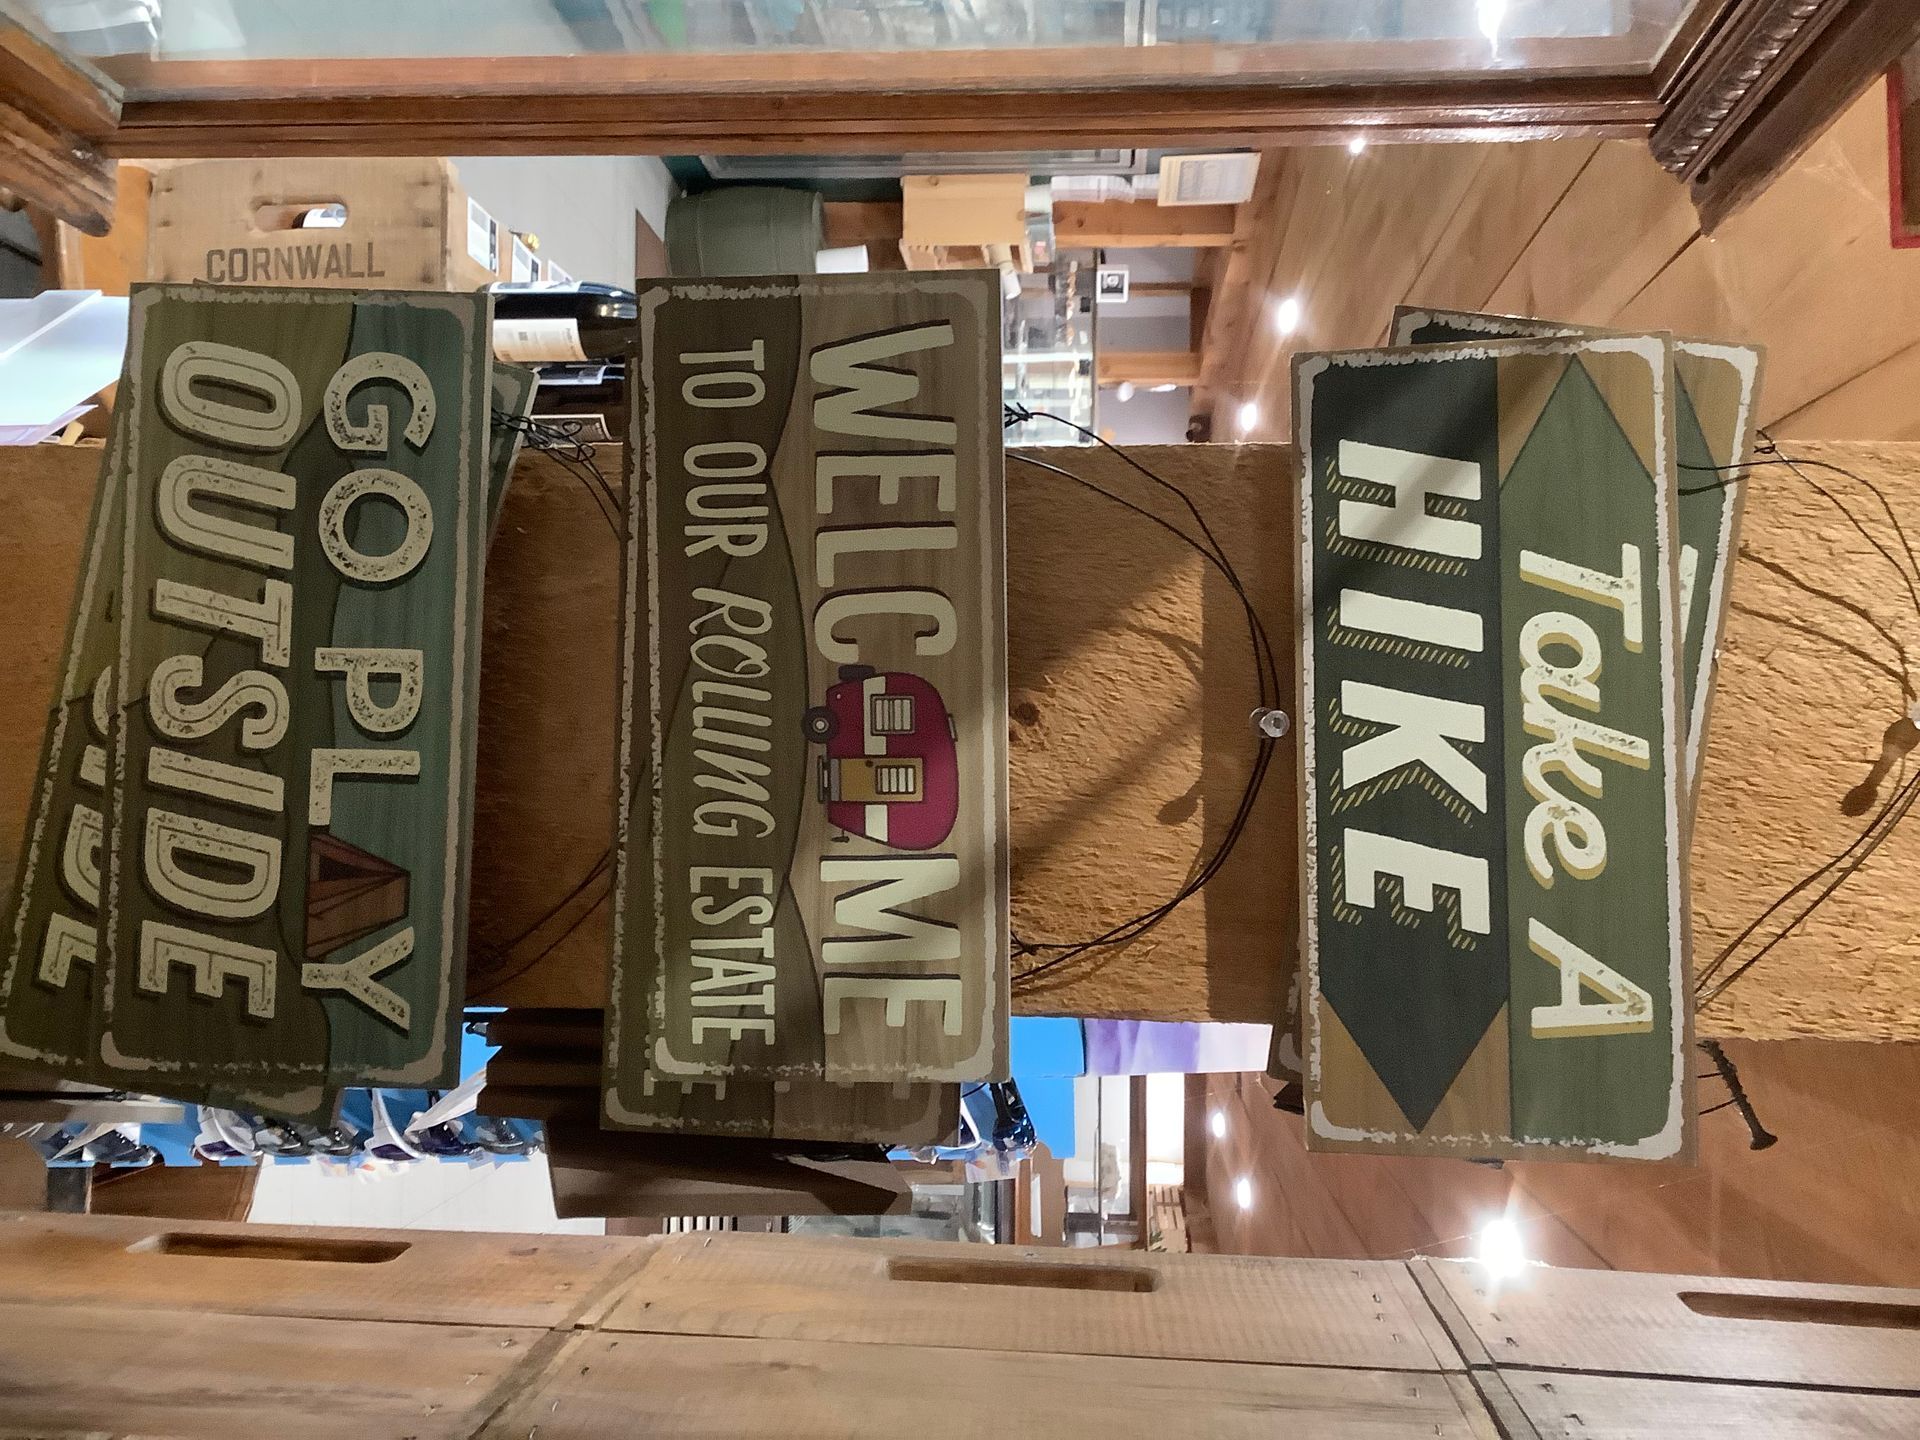 Take A
HIKE
WELCOME
TO OUR ROLLING ESTATE
GO PLAY
OUTSIDE
CORNWALL